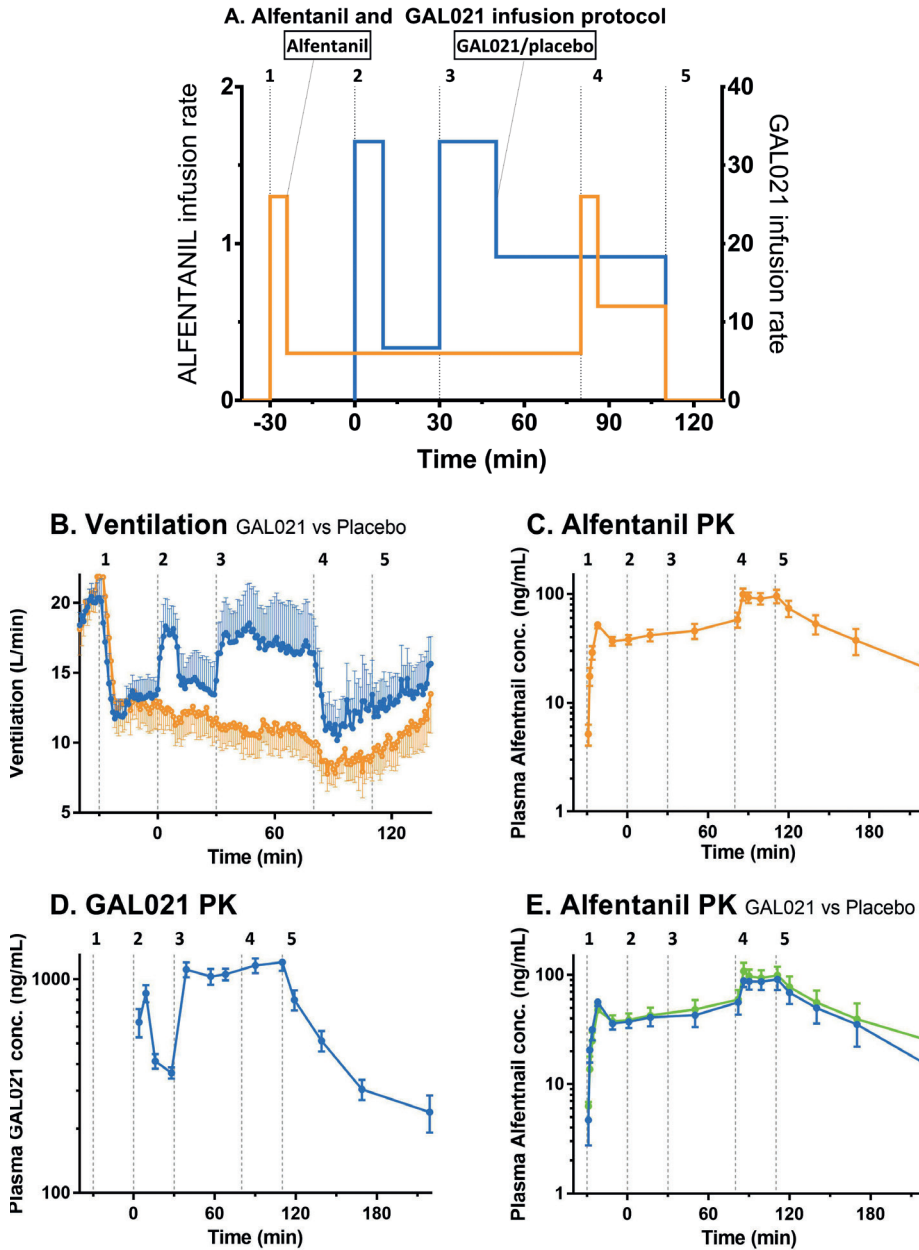 A. Alfentanil and GAL021 infusion protocol
Alfentanil
GAL021/placebo
1 2 3 4 5
ALFENTANIL infusion rate
2
1
0
GAL021 infusion rate
40
30
20
10
0
-30 0 30 60 90 120
Time (min)
B. Ventilation GAL021 vs Placebo
1 2 3 4 5
Ventilation (L/min)
20
15
10
5
0 60 120
Time (min)
C. Alfentanil PK
1 2 3 4 5
Plasma Alfentnail conc. (ng/mL)
100
10
1
0 60 120 180
Time (min)
D. GAL021 PK
1 2 3 4 5
Plasma GAL021 conc. (ng/mL)
1000
100
0 60 120 180
Time (min)
E. Alfentanil PK GAL021 vs Placebo
1 2 3 4 5
Plasma Alfentnail conc. (ng/mL)
100
10
1
0 60 120 180
Time (min)